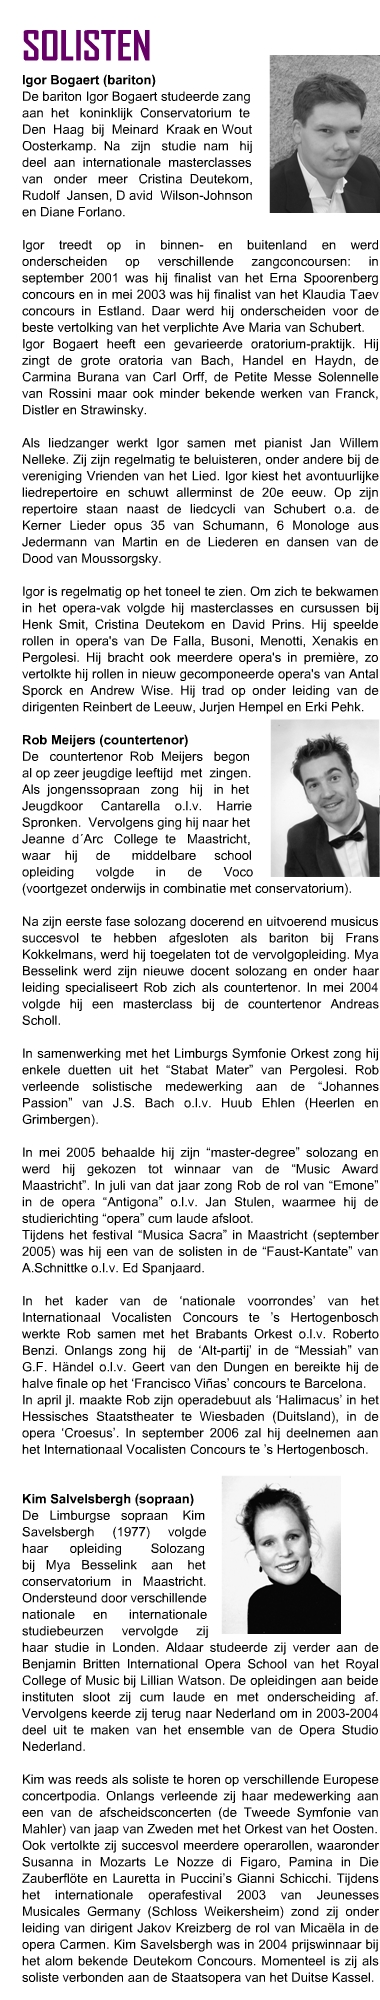 SOLISTEN
Igor Bogaert (bariton)
De bariton Igor Bogaert studeerde zang
aan het koninklijk Conservatorium te
Den Haag bij Meinard Kraak en Wout
Oosterkamp. Na zijn studie nam hij
deel aan internationale masterclasses
van onder meer Cristina Deutekom,
Rudolf Jansen, D avid Wilson-Johnson
en Diane Forlano.
Igor treedt op in binnen- en buitenland en werd
onderscheiden op verschillende zangconcoursen: in
september 2001 was hij finalist van het Erna Spoorenberg
concours en in mei 2003 was hij finalist van het Klaudia Taev
concours in Estland. Daar werd hij onderscheiden voor de
beste vertolking van het verplichte Ave Maria van Schubert.
Igor Bogaert heeft een gevarieerde oratorium-praktijk. Hij
zingt de grote oratoria van Bach, Handel en Haydn, de
Carmina Burana van Carl Orff, de Petite Messe Solennelle
van Rossini maar ook minder bekende werken van Franck,
Distler en Strawinsky.
Als liedzanger werkt Igor samen met pianist Jan Willem
Nelleke. Zij zijn regelmatig te beluisteren, onder andere bij de
vereniging Vrienden van het Lied. Igor kiest het avontuurlijke
liedrepertoire en schuwt allerminst de 20e eeuw. Op zijn
repertoire staan naast de liedcycli van Schubert o.a. de
Kerner Lieder opus 35 van Schumann, 6 Monologe aus
Jedermann van Martin en de Liederen en dansen van de
Dood van Moussorgsky.
Igor is regelmatig op het toneel te zien. Om zich te bekwamen
in het opera-vak volgde hij masterclasses en cursussen bij
Henk Smit, Cristina Deutekom en David Prins. Hij speelde
rollen in opera's van De Falla, Busoni, Menotti, Xenakis en
Pergolesi. Hij bracht ook meerdere opera's in première, zo
vertolkte hij rollen in nieuw gecomponeerde opera's van Antal
Sporck en Andrew Wise. Hij trad op onder leiding van de
dirigenten Reinbert de Leeuw, Jurjen Hempel en Erki Pehk.
Rob Meijers (countertenor)
De countertenor Rob Meijers begon
al op zeer jeugdige leeftijd met zingen.
Als jongenssopraan zong hij in het
Jeugdkoor Cantarella o.l.v. Harrie
Spronken. Vervolgens ging hij naar het
Jeanne d´Arc College te Maastricht,
waar hij de middelbare school
opleiding volgde in de Voco
(voortgezet onderwijs in combinatie met conservatorium).
Na zijn eerste fase solozang docerend en uitvoerend musicus
succesvol te hebben afgesloten als bariton bij Frans
Kokkelmans, werd hij toegelaten tot de vervolgopleiding. Mya
Besselink werd zijn nieuwe docent solozang en onder haar
leiding specialiseert Rob zich als countertenor. In mei 2004
volgde hij een masterclass bij de countertenor Andreas
Scholl.
In samenwerking met het Limburgs Symfonie Orkest zong hij
enkele duetten uit het “Stabat Mater” van Pergolesi. Rob
verleende solistische medewerking aan de “Johannes
Passion” van J.S. Bach o.l.v. Huub Ehlen (Heerlen en
Grimbergen).
In mei 2005 behaalde hij zijn “master-degree” solozang en
werd hij gekozen tot winnaar van de “Music Award
Maastricht”. In juli van dat jaar zong Rob de rol van “Emone”
in de opera “Antigona” o.l.v. Jan Stulen, waarmee hij de
studierichting “opera” cum laude afsloot.
Tijdens het festival “Musica Sacra” in Maastricht (september
2005) was hij een van de solisten in de “Faust-Kantate” van
A.Schnittke o.l.v. Ed Spanjaard.
In het kader van de ‘nationale voorrondes’ van het
Internationaal Vocalisten Concours te ’s Hertogenbosch
werkte Rob samen met het Brabants Orkest o.l.v. Roberto
Benzi. Onlangs zong hij de ‘Alt-partij’ in de “Messiah” van
G.F. Händel o.l.v. Geert van den Dungen en bereikte hij de
halve finale op het ‘Francisco Viñas’ concours te Barcelona.
In april jl. maakte Rob zijn operadebuut als ‘Halimacus’ in het
Hessisches Staatstheater te Wiesbaden (Duitsland), in de
opera ‘Croesus’. In september 2006 zal hij deelnemen aan
het Internationaal Vocalisten Concours te ’s Hertogenbosch.
Kim Salvelsbergh (sopraan)
De Limburgse sopraan Kim
Savelsbergh (1977) volgde
haar opleiding Solozang
bij Mya Besselink aan het
conservatorium in Maastricht.
Ondersteund door verschillende
nationale en internationale
studiebeurzen vervolgde zij
haar studie in Londen. Aldaar studeerde zij verder aan de
Benjamin Britten International Opera School van het Royal
College of Music bij Lillian Watson. De opleidingen aan beide
instituten sloot zij cum laude en met onderscheiding af.
Vervolgens keerde zij terug naar Nederland om in 2003-2004
deel uit te maken van het ensemble van de Opera Studio
Nederland.
Kim was reeds als soliste te horen op verschillende Europese
concertpodia. Onlangs verleende zij haar medewerking aan
een van de afscheidsconcerten (de Tweede Symfonie van
Mahler) van jaap van Zweden met het Orkest van het Oosten.
Ook vertolkte zij succesvol meerdere operarollen, waaronder
Susanna in Mozarts Le Nozze di Figaro, Pamina in Die
Zauberflöte en Lauretta in Puccini’s Gianni Schicchi. Tijdens
het internationale operafestival 2003 van Jeunesses
Musicales Germany (Schloss Weikersheim) zond zij onder
leiding van dirigent Jakov Kreizberg de rol van Micaëla in de
opera Carmen. Kim Savelsbergh was in 2004 prijswinnaar bij
het alom bekende Deutekom Concours. Momenteel is zij als
soliste verbonden aan de Staatsopera van het Duitse Kassel.